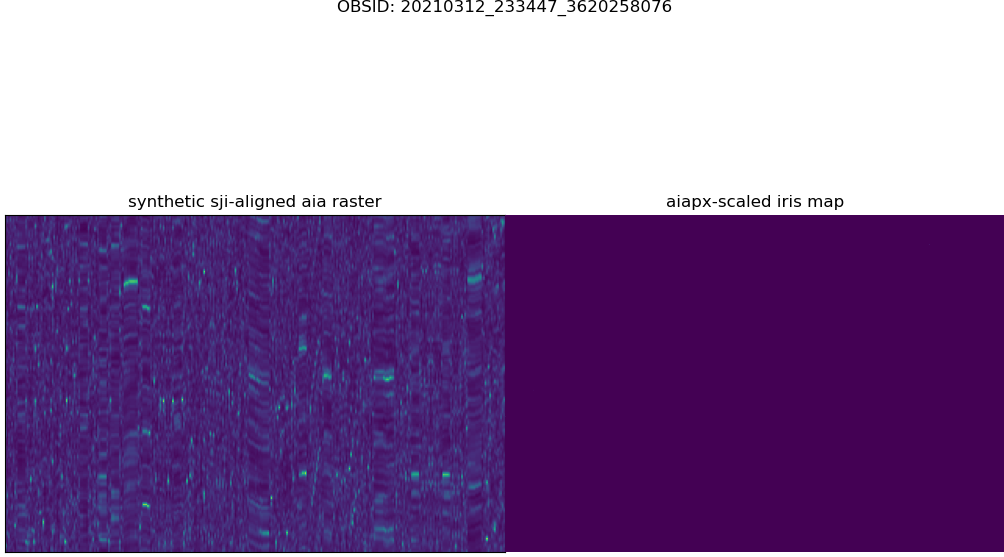 OBSID: 20210312_233447_3620258076
synthetic sji-aligned aia raster
aiapx-scaled iris map